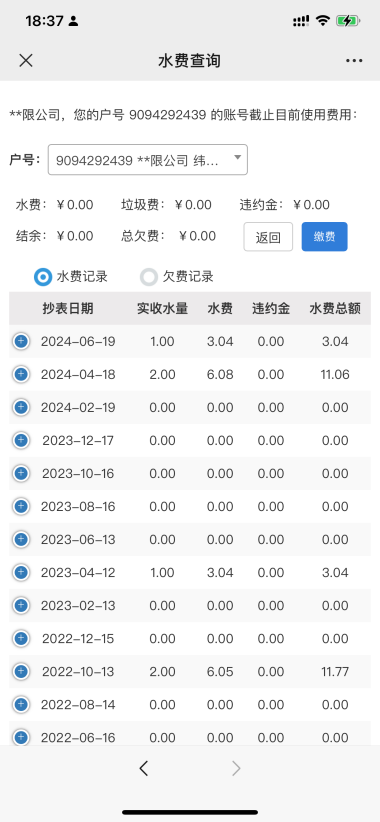 18:37
水费查询
**限公司，您的户号 9094292439 的账号截止目前使用费用：
户号： 9094292439 **限公司 纬...
水费：￥0.00 垃圾费：￥0.00 违约金：￥0.00
结余：￥0.00 总欠费：￥0.00 返回 缴费
水费记录 欠费记录
抄表日期 实收水量 水费 违约金 水费总额
2024-06-19 1.00 3.04 0.00 3.04
2024-04-18 2.00 6.08 0.00 11.06
2024-02-19 0.00 0.00 0.00 0.00
2023-12-17 0.00 0.00 0.00 0.00
2023-10-16 0.00 0.00 0.00 0.00
2023-08-16 0.00 0.00 0.00 0.00
2023-06-13 0.00 0.00 0.00 0.00
2023-04-12 1.00 3.04 0.00 3.04
2023-02-13 0.00 0.00 0.00 0.00
2022-12-15 0.00 0.00 0.00 0.00
2022-10-13 2.00 6.05 0.00 11.77
2022-08-14 0.00 0.00 0.00 0.00
2022-06-16 0.00 0.00 0.00 0.00